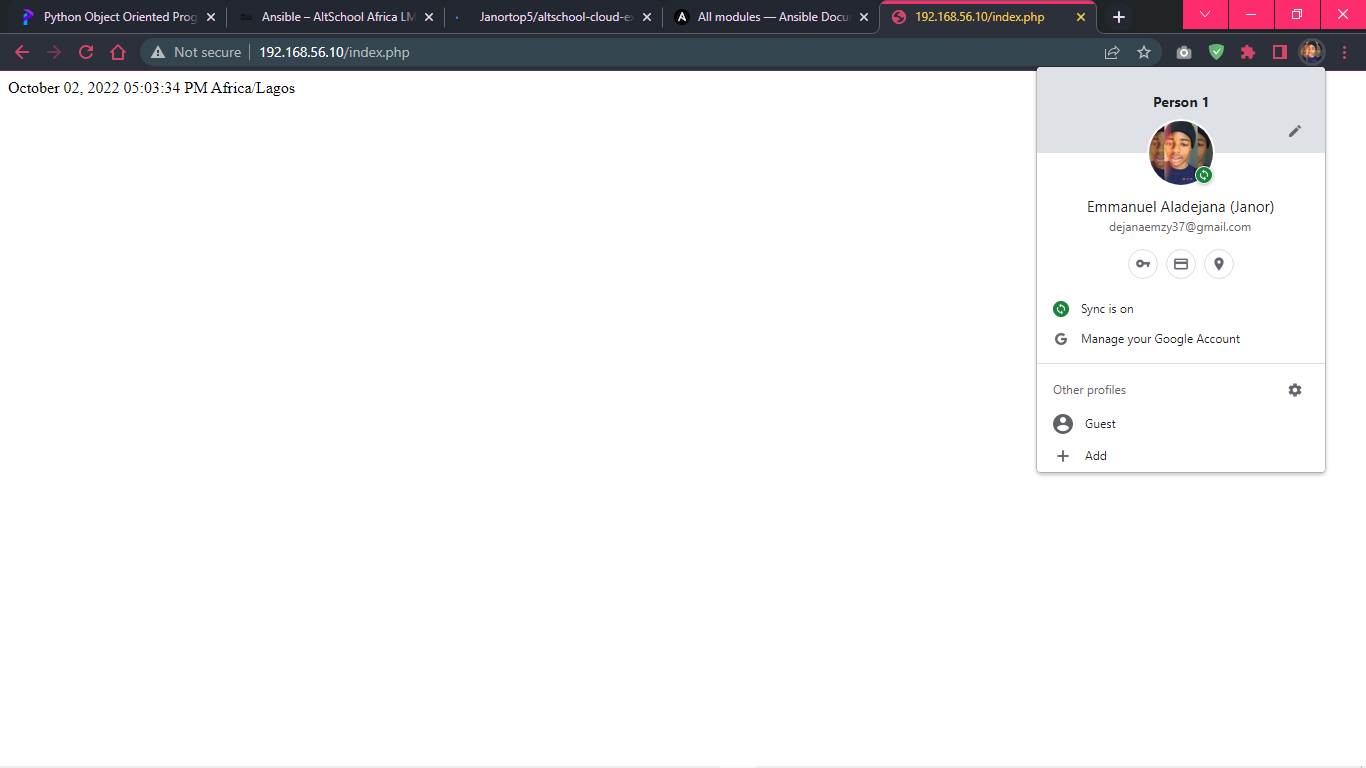 Python Object Oriented Prog
Ansible – AltSchool Africa LM
Janortop5/altschool-cloud-ex
All modules — Ansible Docu
192.168.56.10/index.php
Not secure
192.168.56.10/index.php
October 02, 2022 05:03:34 PM Africa/Lagos
Person 1
Emmanuel Aladejana (Janor)
dejanaemzy37@gmail.com
Sync is on
Manage your Google Account
Other profiles
Guest
Add